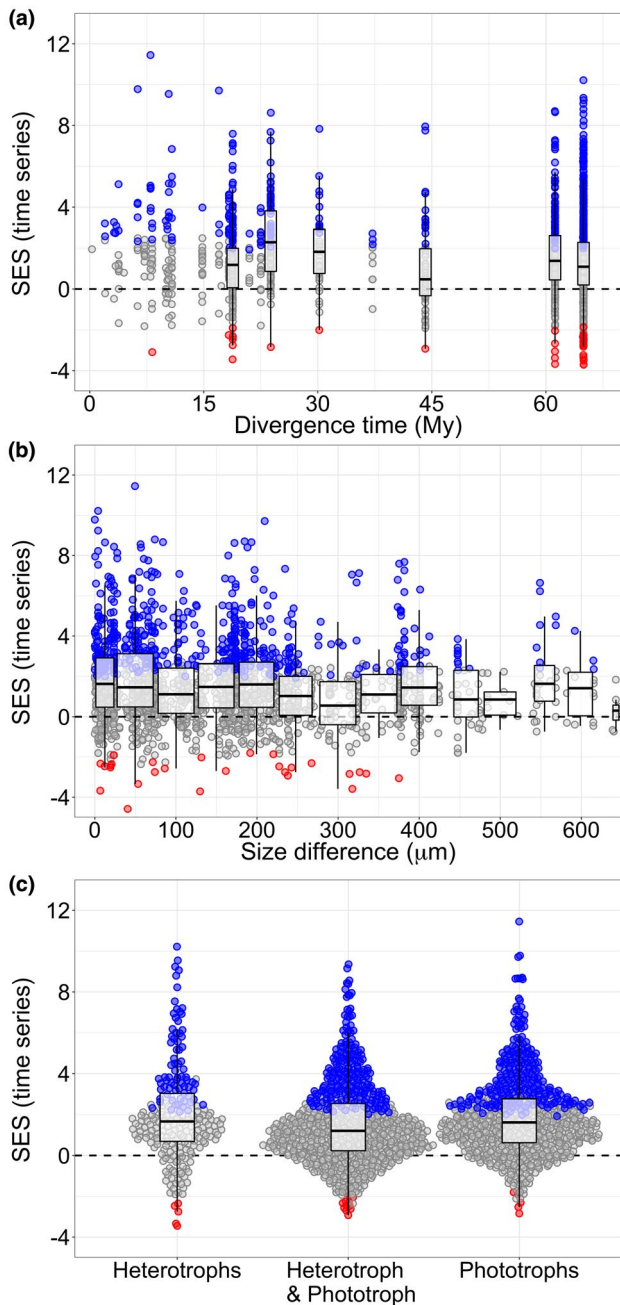 (a)
12
8
4
0
-4
SES (time series)
0 15 30 45 60
Divergence time (My)
(b)
12
8
4
0
-4
SES (time series)
0 100 200 300 400 500 600
Size difference (μm)
(c)
12
8
4
0
-4
SES (time series)
Heterotrophs Heterotroph Phototrophs
& Phototroph